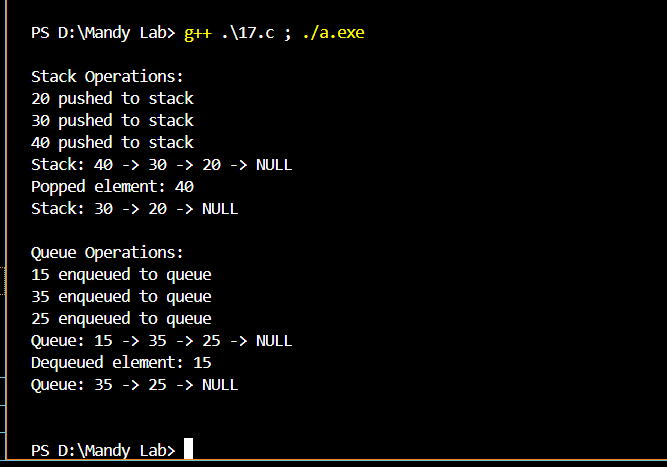 PS D:\Mandy Lab> g++ .\17.c ; ./a.exe
Stack Operations:
20 pushed to stack
30 pushed to stack
40 pushed to stack
Stack: 40 -> 30 -> 20 -> NULL
Popped element: 40
Stack: 30 -> 20 -> NULL
Queue Operations:
15 enqueued to queue
35 enqueued to queue
25 enqueued to queue
Queue: 15 -> 35 -> 25 -> NULL
Dequeued element: 15
Queue: 35 -> 25 -> NULL
PS D:\Mandy Lab>